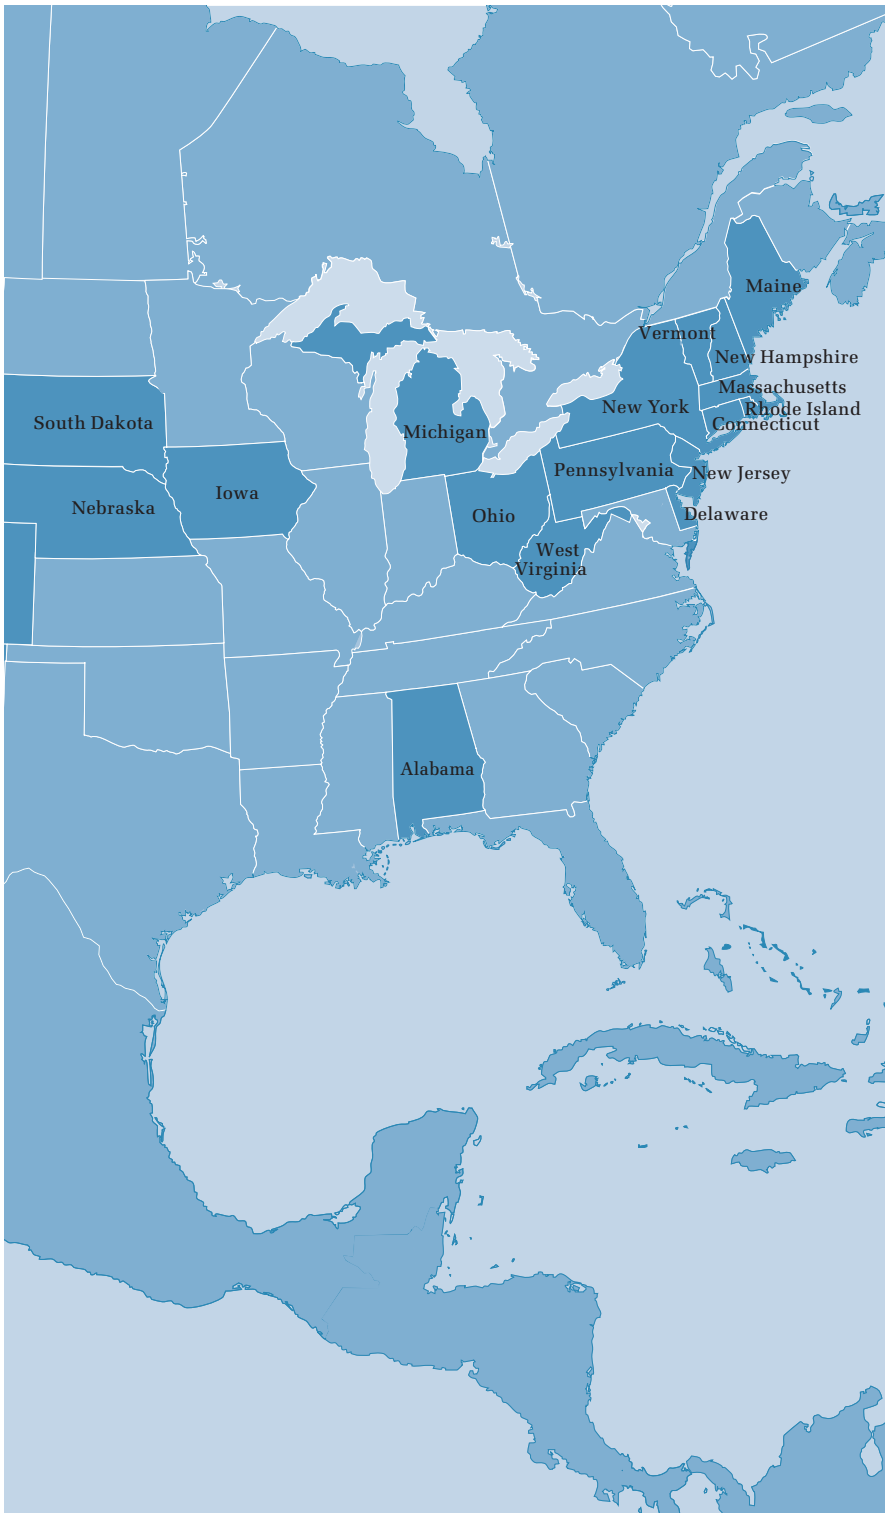 Maine
Vermont
New Hampshire
Massachusetts
New York
Rhode Island
South Dakota
Connecticut
Michigan
Pennsylvania
New Jersey
Iowa
Nebraska
Ohio
Delaware
West
Virginia
Alabama